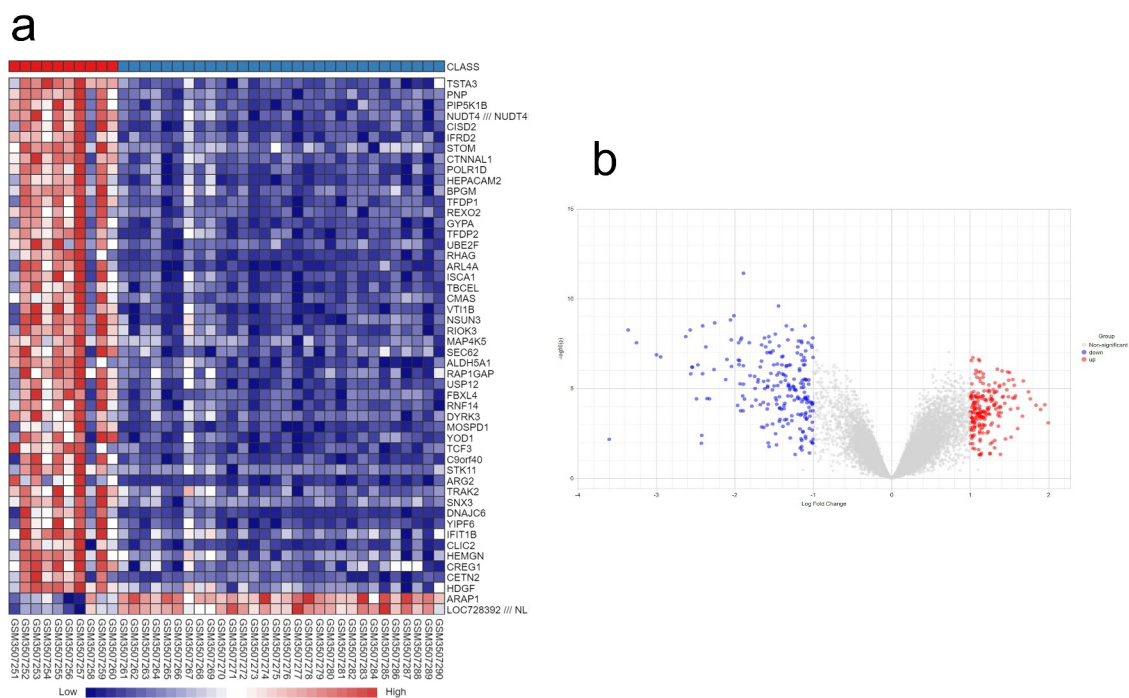 a
CLASS
TSTA3
PNP
PIP5K1B
NUDT4 /// NUDT4
CISD2
IFRD2
STOM
CTNNAL1
POLR1D
HEPACAM2
BPGM
TFDP1
REXO2
GYPA
TFDP2
UBE2F
RHAG
ARL4A
ISCA1
TBCEL
CMAS
VTI1B
NSUN3
RIOK3
MAP4K5
SEC62
ALDH5A1
RAP1GAP
USP12
FBXL4
RNF14
DYRK3
MOSPD1
YOD1
TCF3
C9orf40
STK11
ARG2
TRAK2
SNX3
DNAJC6
YIPF6
IFIT1B
CLIC2
HEMGN
CREG1
CETN2
HDGF
ARAP1
LOC728392 /// NL
GSM3507251
GSM3507252
GSM3507253
GSM3507254
GSM3507255
GSM3507256
GSM3507257
GSM3507258
GSM3507259
GSM3507260
GSM3507261
GSM3507262
GSM3507263
GSM3507264
GSM3507265
GSM3507266
GSM3507267
GSM3507268
GSM3507269
GSM3507270
GSM3507271
GSM3507272
GSM3507273
GSM3507274
GSM3507275
GSM3507276
GSM3507277
GSM3507278
GSM3507279
GSM3507280
GSM3507281
GSM3507282
GSM3507283
GSM3507284
GSM3507285
GSM3507286
GSM3507287
GSM3507288
GSM3507289
GSM3507290
Low High
b
15
10
5
0
-4 -3 -2 -1 0 1 2
Log Fold Change
Group
Non-significant
down
up